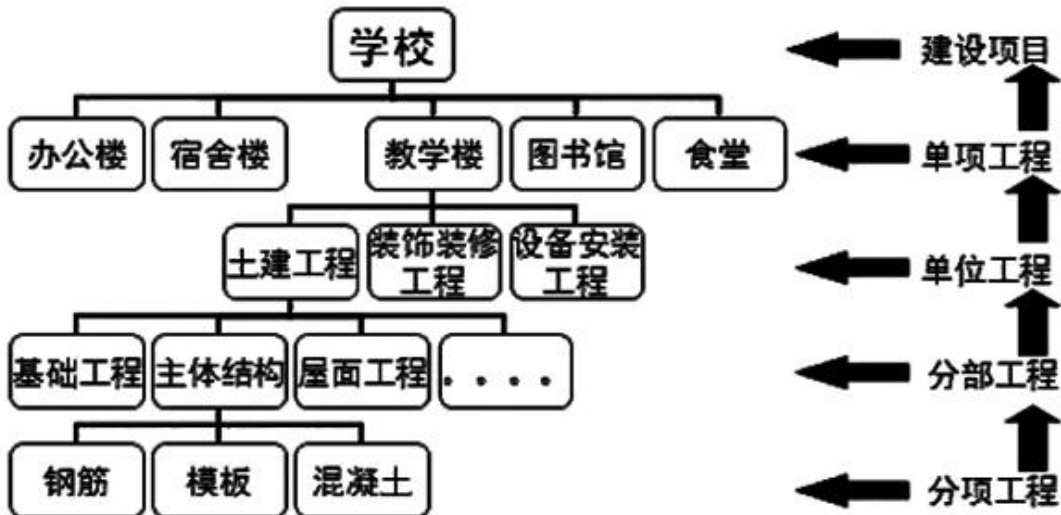 学校
建设项目
办公楼
宿舍楼
教学楼
图书馆
食堂
单项工程
土建工程
装饰装修
工程
设备安装
工程
单位工程
基础工程
主体结构
屋面工程
. . . .
分部工程
钢筋
模板
混凝土
分项工程